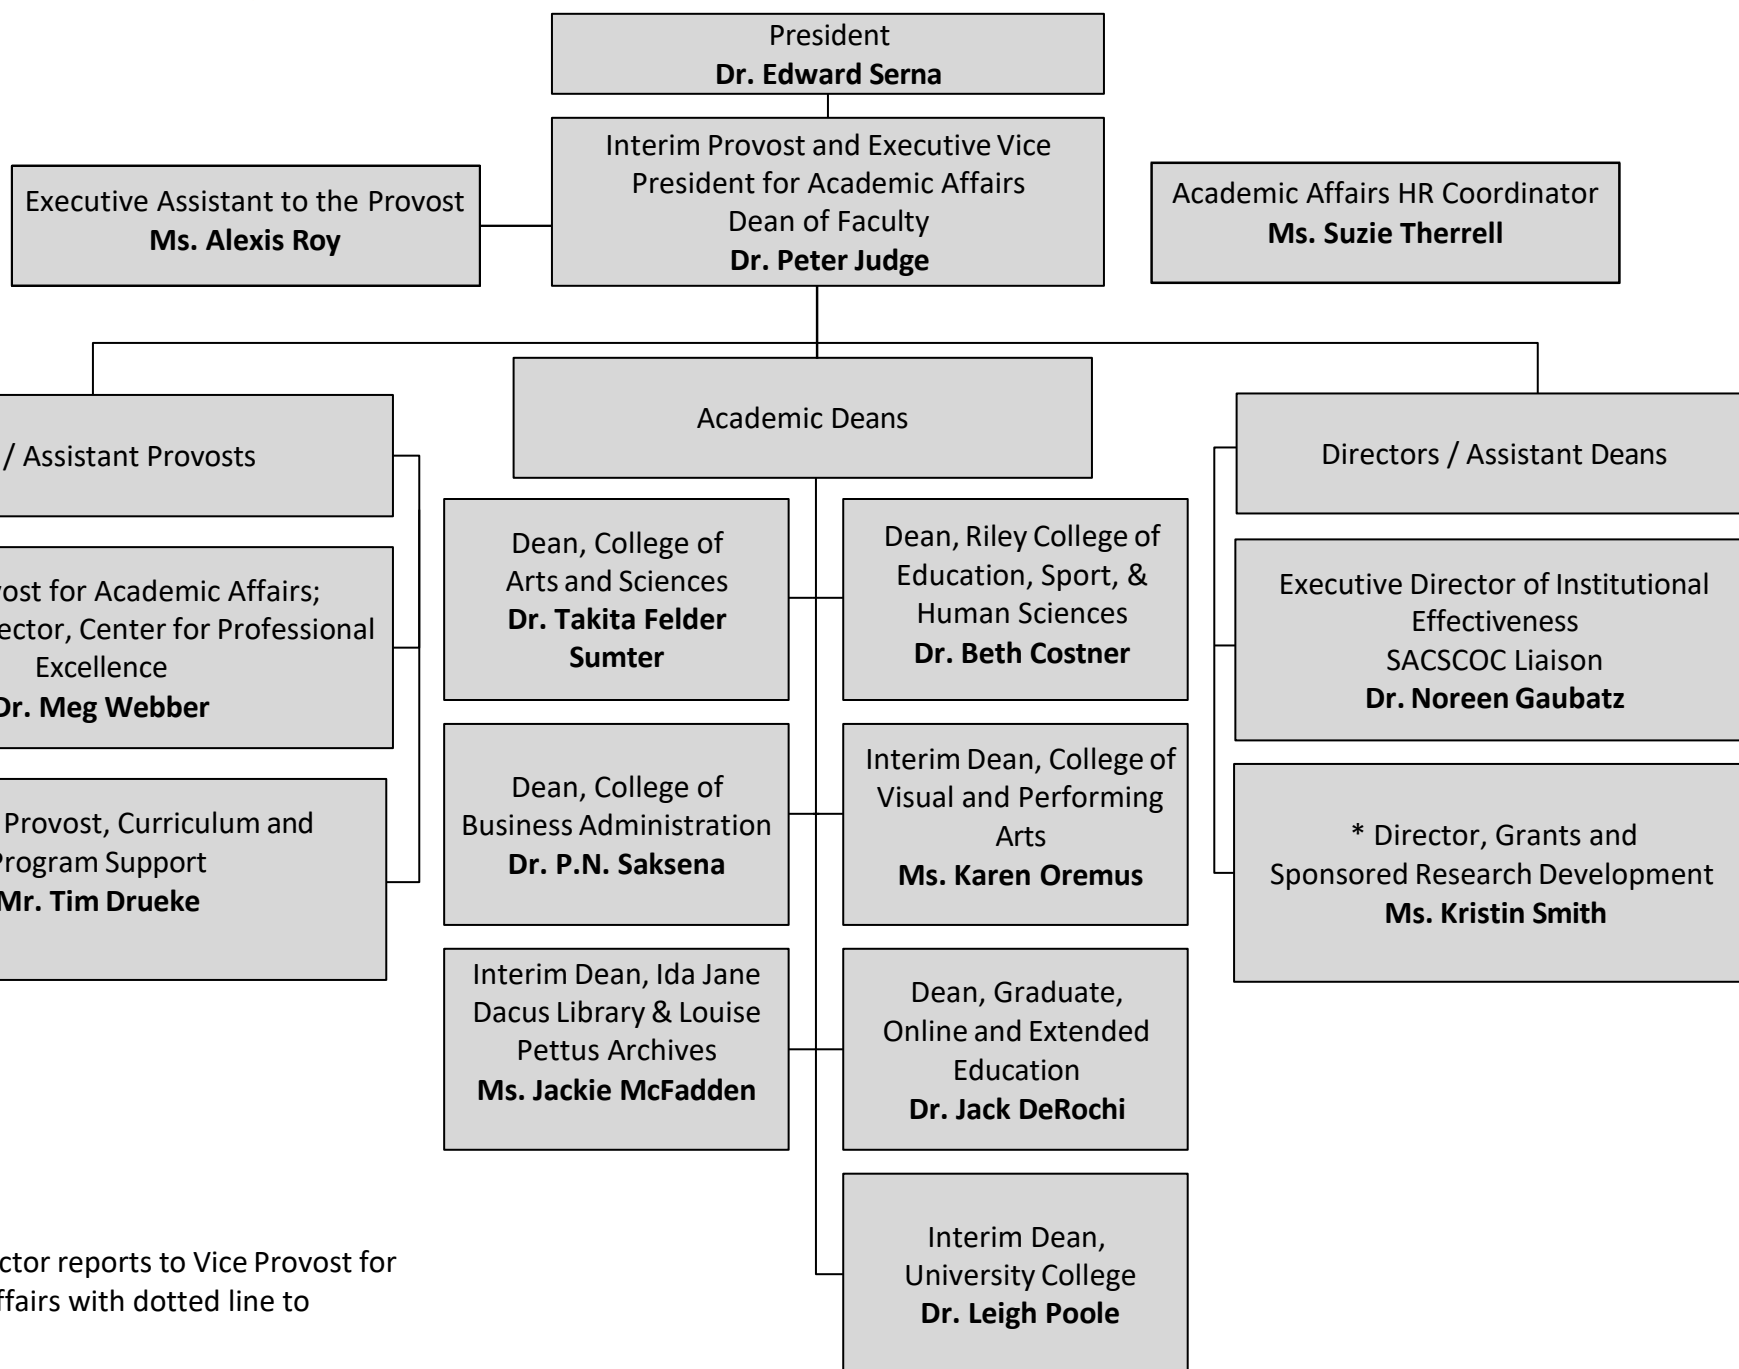 President
Dr. Edward Serna
Interim Provost and Executive Vice
President for Academic Affairs
Dean of Faculty
Dr. Peter Judge
Executive Assistant to the Provost
Ms. Alexis Roy
Academic Affairs HR Coordinator
Ms. Suzie Therrell
/ Assistant Provosts
Academic Deans
Directors / Assistant Deans
for Academic Affairs;
Center for Professional
Excellence
Dr. Meg Webber
Provost, Curriculum and
Program Support
Mr. Tim Drueke
Dean, College of
Arts and Sciences
Dr. Takita Felder
Sumter
Dean, Riley College of
Education, Sport, &
Human Sciences
Dr. Beth Costner
Dean, College of
Business Administration
Dr. P.N. Saksena
Interim Dean, College of
Visual and Performing
Arts
Ms. Karen Oremus
Interim Dean, Ida Jane
Dacus Library & Louise
Pettus Archives
Ms. Jackie McFadden
Dean, Graduate,
Online and Extended
Education
Dr. Jack DeRochi
Interim Dean,
University College
Dr. Leigh Poole
Executive Director of Institutional
Effectiveness
SACSCOC Liaison
Dr. Noreen Gaubatz
* Director, Grants and
Sponsored Research Development
Ms. Kristin Smith
reports to Vice Provost for
with dotted line to